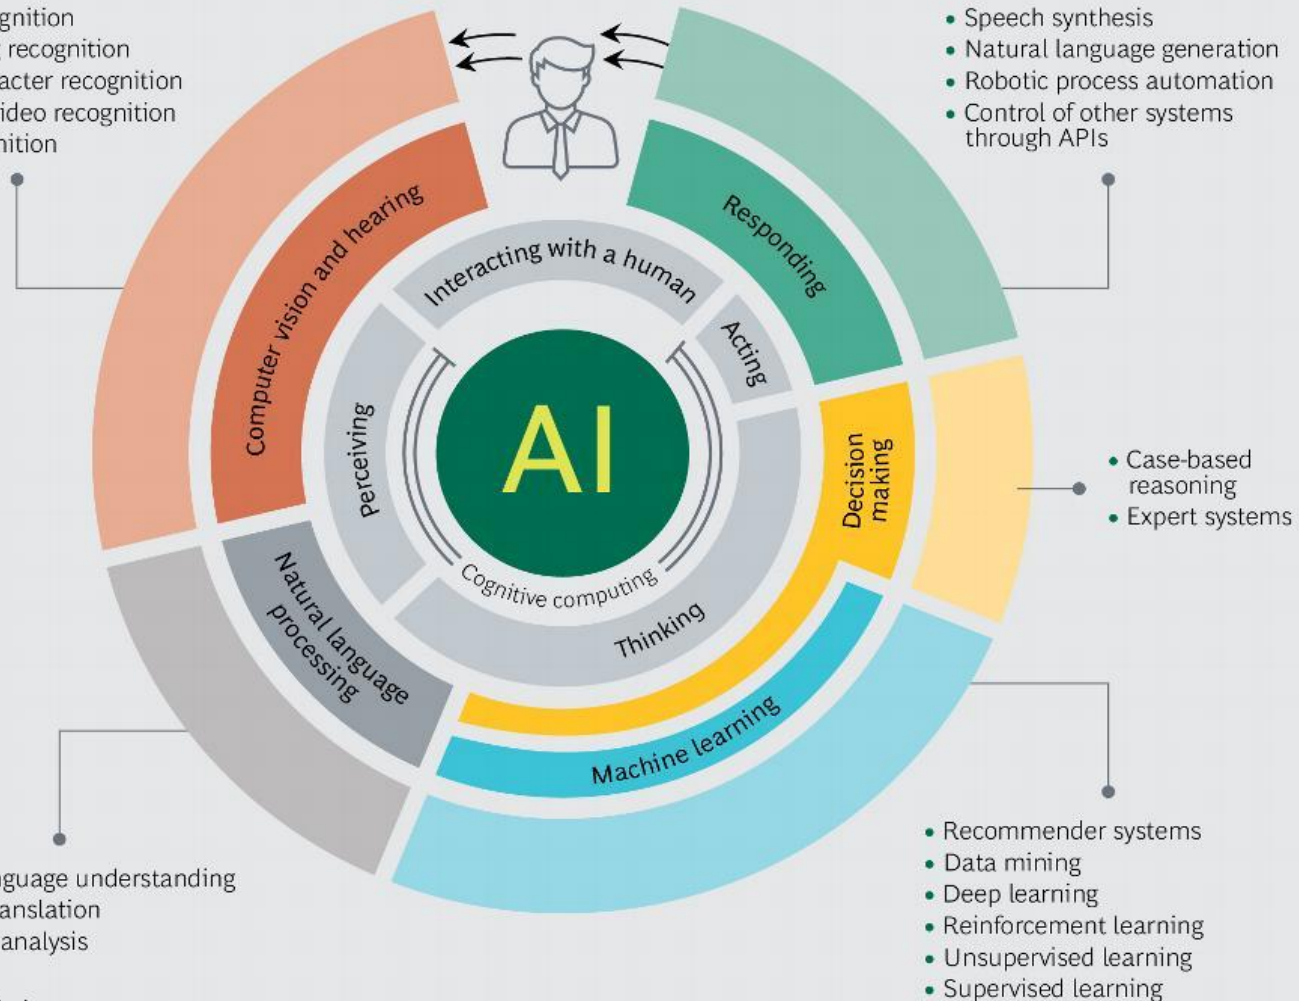 recognition
acter recognition
ideo recognition
• Speech synthesis
• Natural language generation
• Robotic process automation
• Control of other systems
through APIs
Computer vision and hearing
Interacting with a human
Responding
Acting
Perceiving
AI
Decision
making
• Case-based
reasoning
• Expert systems
Cognitive computing
Thinking
Natural language
processing
Machine learning
nguage understanding
anslation
analysis
• Recommender systems
• Data mining
• Deep learning
• Reinforcement learning
• Unsupervised learning
• Supervised learning